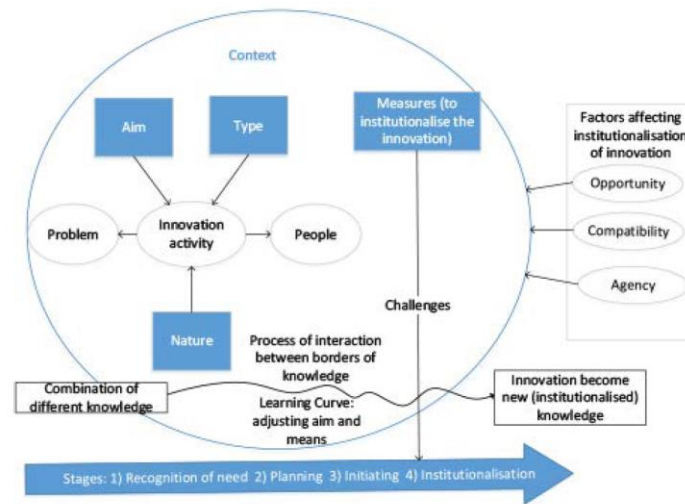 Context
Aim
Type
Measures (to
institutionalise the
innovation)
Factors affecting
institutionalisation
of innovation
Opportunity
Compatibility
Agency
Problem
Innovation
activity
People
Challenges
Nature
Process of interaction
between borders of
knowledge
Combination of
different knowledge
Learning Curve:
adjusting aim and
means
Innovation become
new (institutionalised)
knowledge
Stages: 1) Recognition of need 2) Planning 3) Initiating 4) Institutionalisation